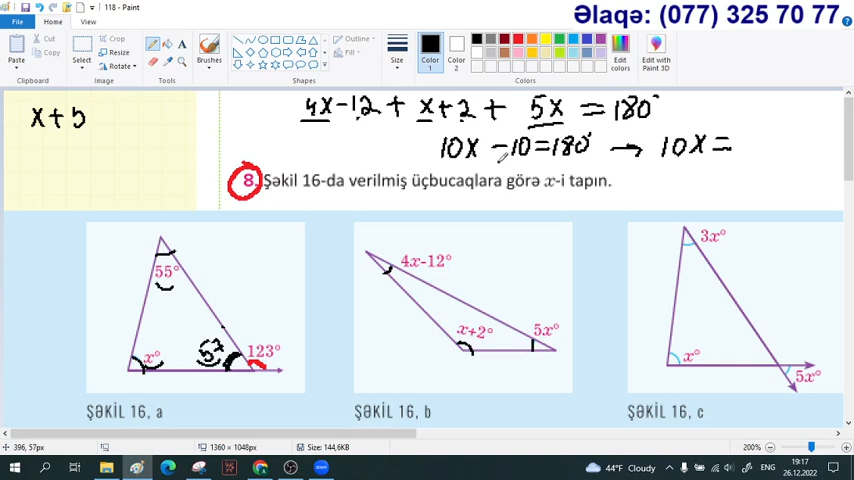 118 - Paint
Əlaqə: (077) 325 70 77
File
Home
View
Paste
Cut
Copy
Clipboard
Select
Crop
Resize
Rotate
Image
Tools
Brushes
Shapes
Outline
Fill
Size
Color 1
Color 2
Colors
Edit colors
Edit with Paint 3D
x+5
4x-12 + x+2 + 5x = 180°
10x - 10 = 180° → 10x =
8. Şəkil 16-da verilmiş üçbucaqlara görə x-i tapın.
55°
x°
57
123°
ŞƏKİL 16, a
4x-12°
x+2°
5x°
ŞƏKİL 16, b
3x°
x°
5x°
ŞƏKİL 16, c
396, 57px
1360 × 1048px
Size: 144,6KB
200%
44°F Cloudy
ENG
19:17
26.12.2022